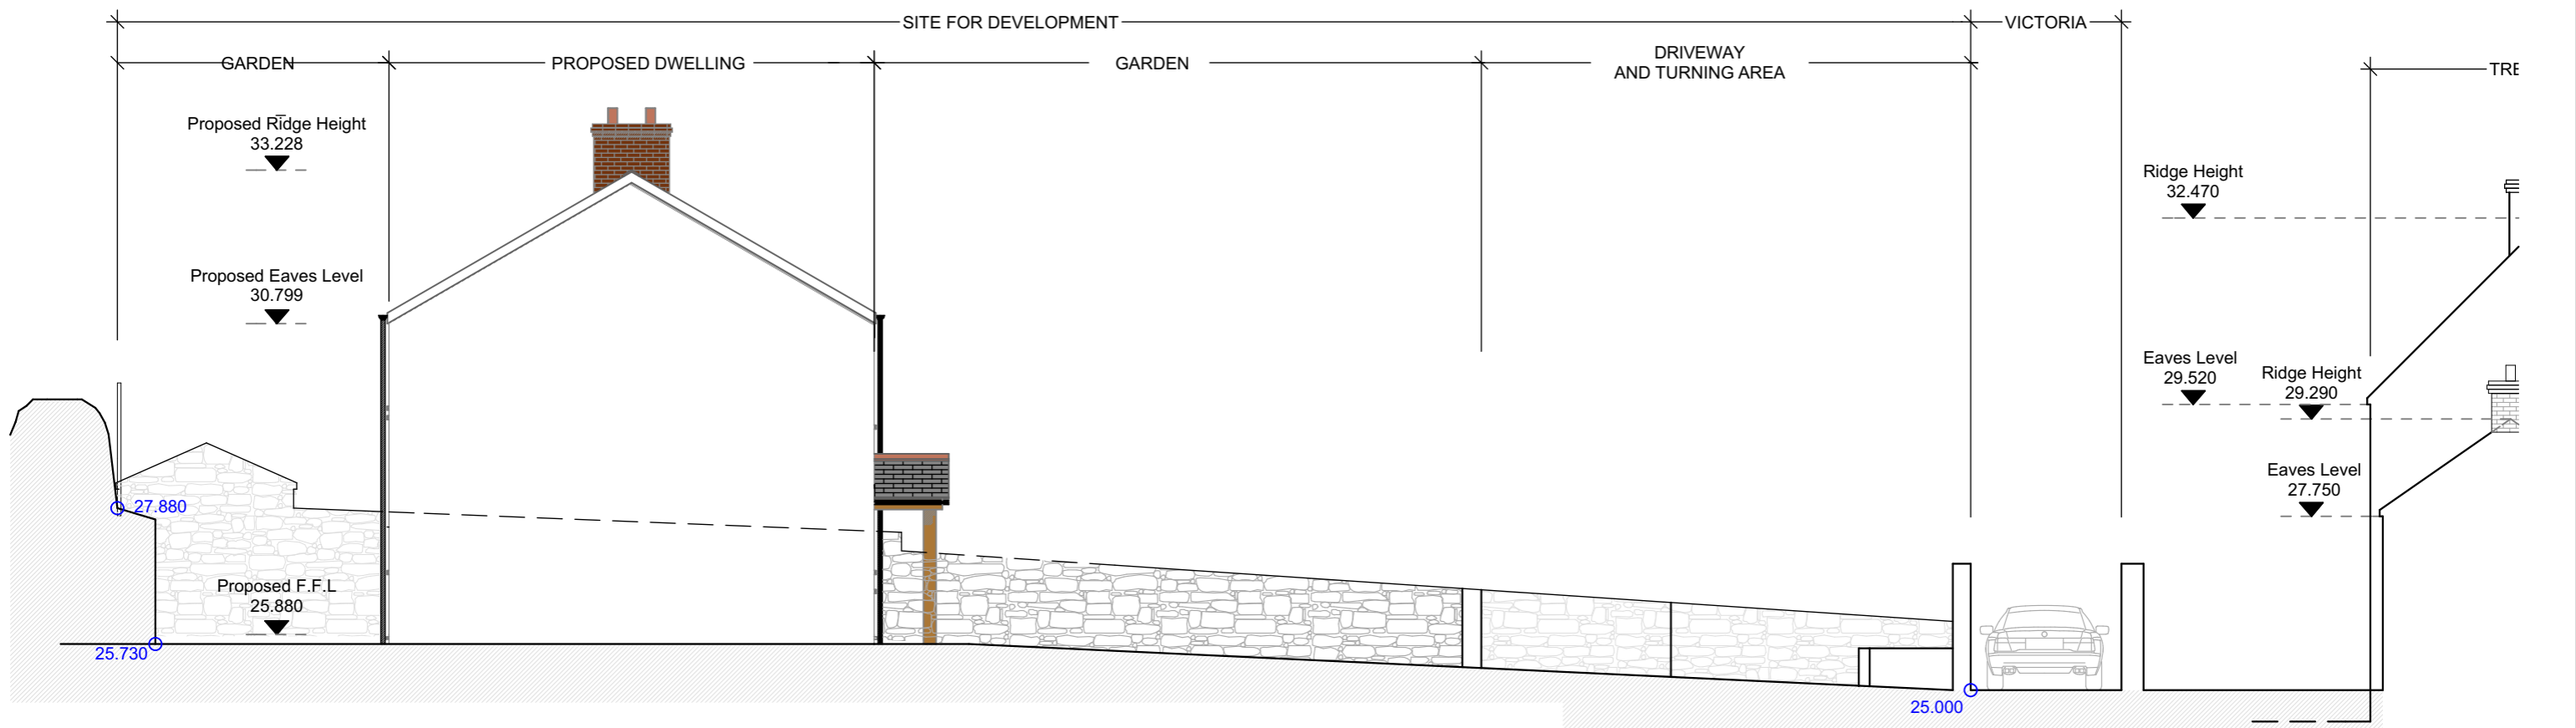 SITE FOR DEVELOPMENT
VICTORIA
GARDEN
PROPOSED DWELLING
GARDEN
DRIVEWAY
AND TURNING AREA
TRE
Proposed Ridge Height
33.228
Ridge Height
32.470
Proposed Eaves Level
30.799
Eaves Level
29.520
Ridge Height
29.290
Eaves Level
27.750
27.880
Proposed F.F.L
25.880
25.730
25.000